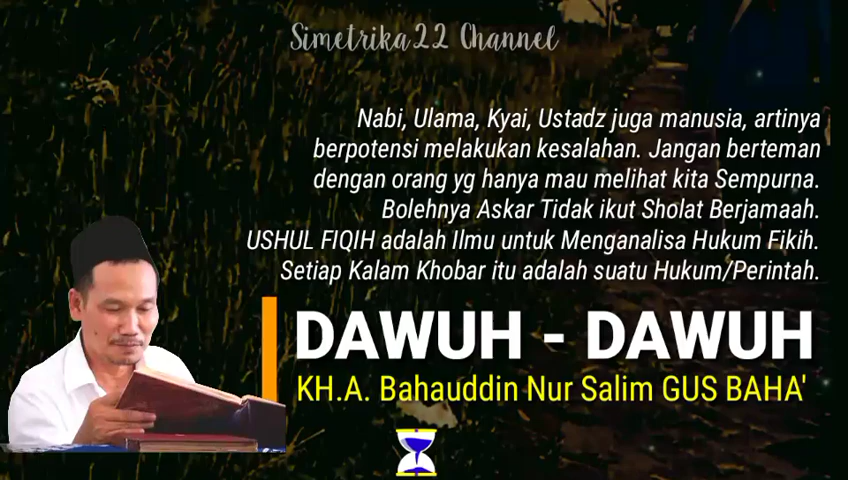 Simetrika22 Channel
Nabi, Ulama, Kyai, Ustadz juga manusia, artinya
berpotensi melakukan kesalahan. Jangan berteman
dengan orang yg hanya mau melihat kita Sempurna.
Bolehnya Askar Tidak ikut Sholat Berjamaah.
USHUL FIQIH adalah Ilmu untuk Menganalisa Hukum Fikih.
Setiap Kalam Khobar itu adalah suatu Hukum/Perintah.
DAWUH - DAWUH
KH.A. Bahauddin Nur Salim GUS BAHA'